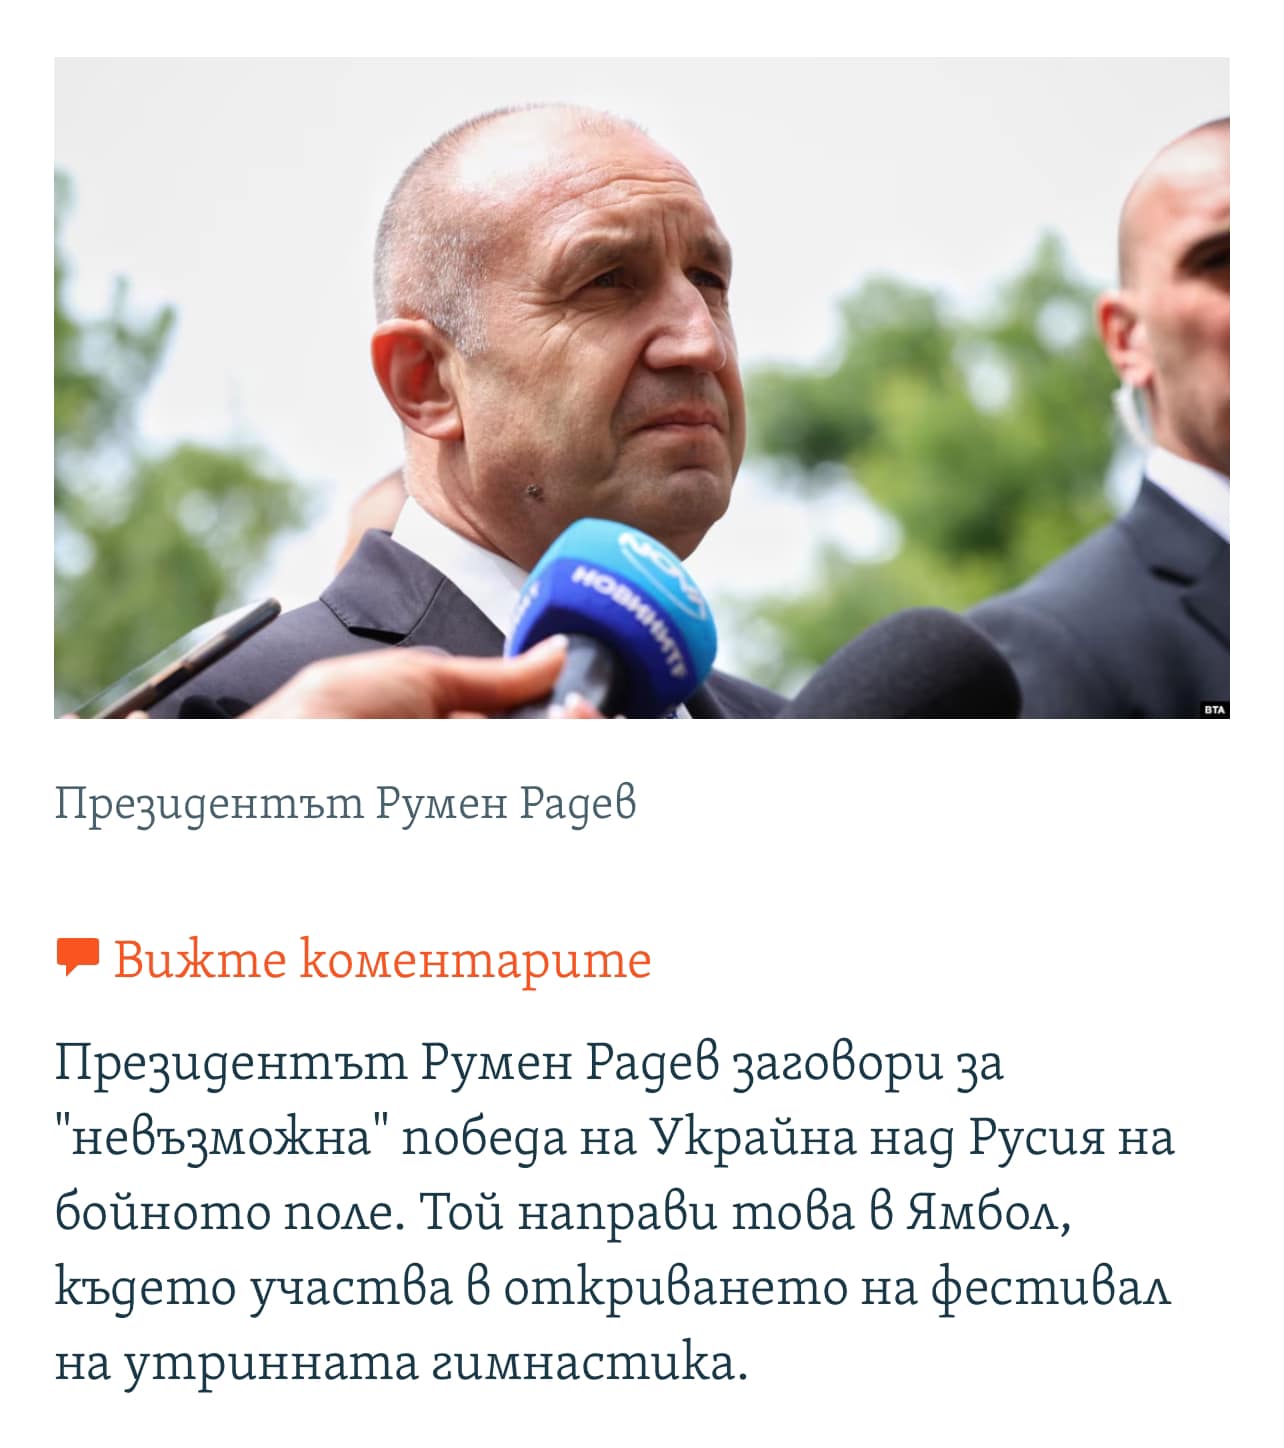 NOVA
НОВИНИТЕ
BTA
Президентът Румен Радев
Вижте коментарите
Президентът Румен Радев заговори за
"невъзможна" победа на Украйна над Русия на
бойното поле. Той направи това в Ямбол,
където участва в откриването на фестивал
на утринната гимнастика.